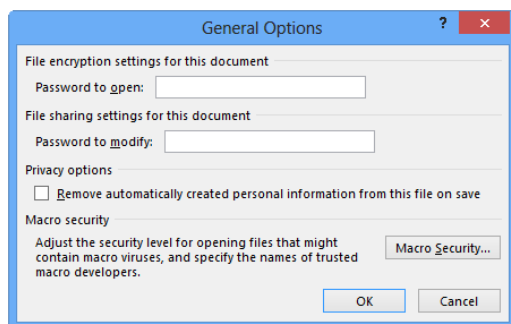 General Options
?
×
File encryption settings for this document
Password to open:
File sharing settings for this document
Password to modify:
Privacy options
Remove automatically created personal information from this file on save
Macro security
Adjust the security level for opening files that might
contain macro viruses, and specify the names of trusted
macro developers.
Macro Security...
OK
Cancel